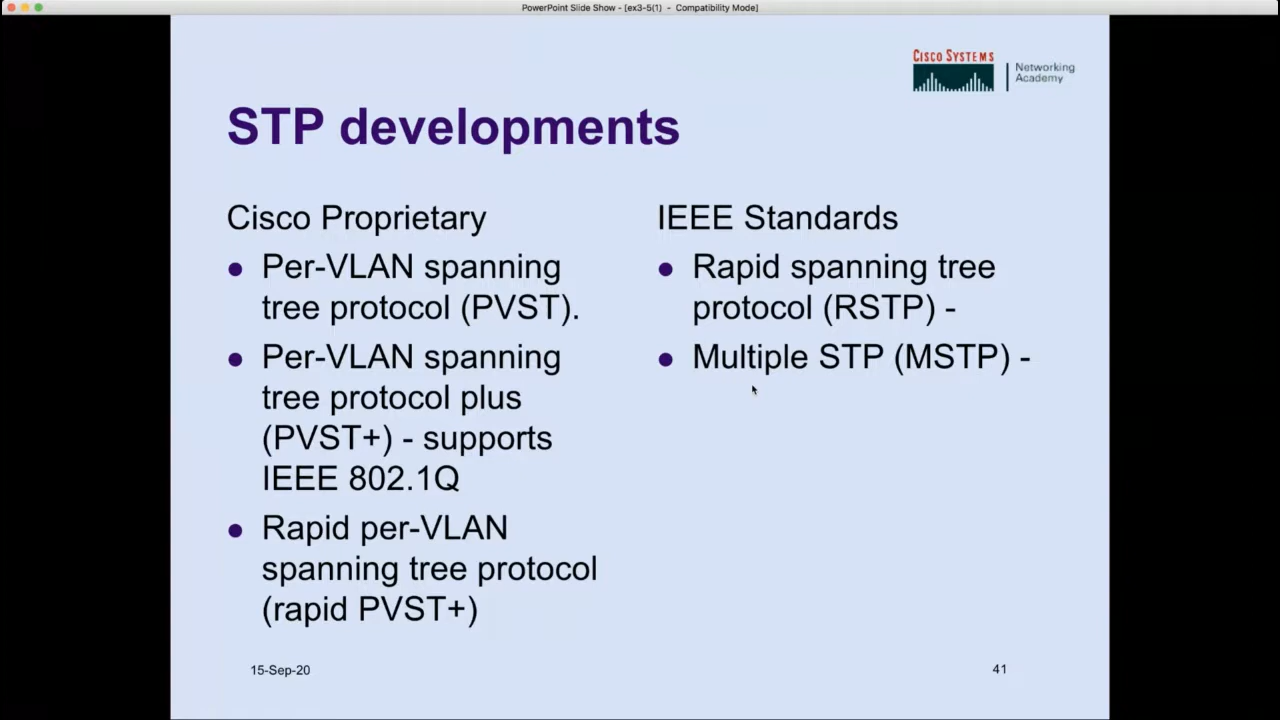 PowerPoint Slide Show - [ex3-5(1) - Compatibility Mode]
CISCO SYSTEMS
Networking
Academy
STP developments
Cisco Proprietary
● Per-VLAN spanning
tree protocol (PVST).
● Per-VLAN spanning
tree protocol plus
(PVST+) - supports
IEEE 802.1Q
● Rapid per-VLAN
spanning tree protocol
(rapid PVST+)
IEEE Standards
● Rapid spanning tree
protocol (RSTP) -
● Multiple STP (MSTP) -
15-Sep-20
41